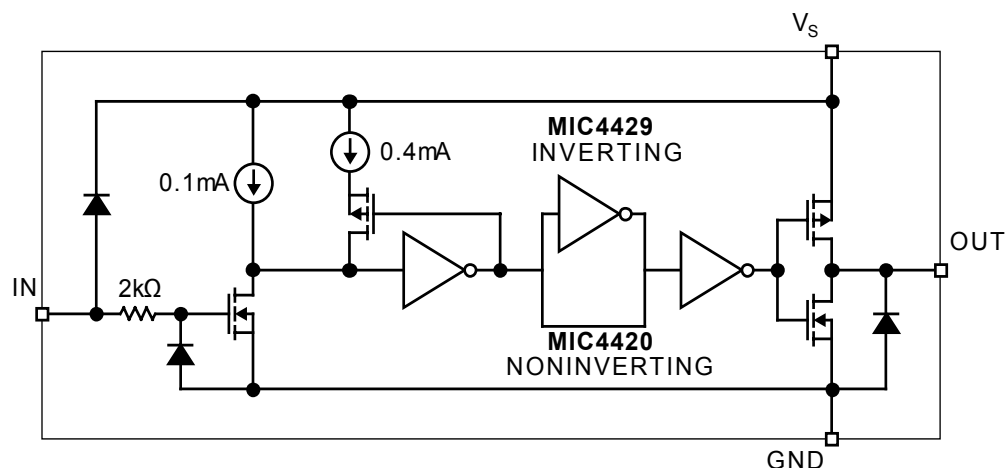 V_S
MIC4429
INVERTING
0.4mA
0.1mA
OUT
IN
2kΩ
MIC4420
NONINVERTING
GND